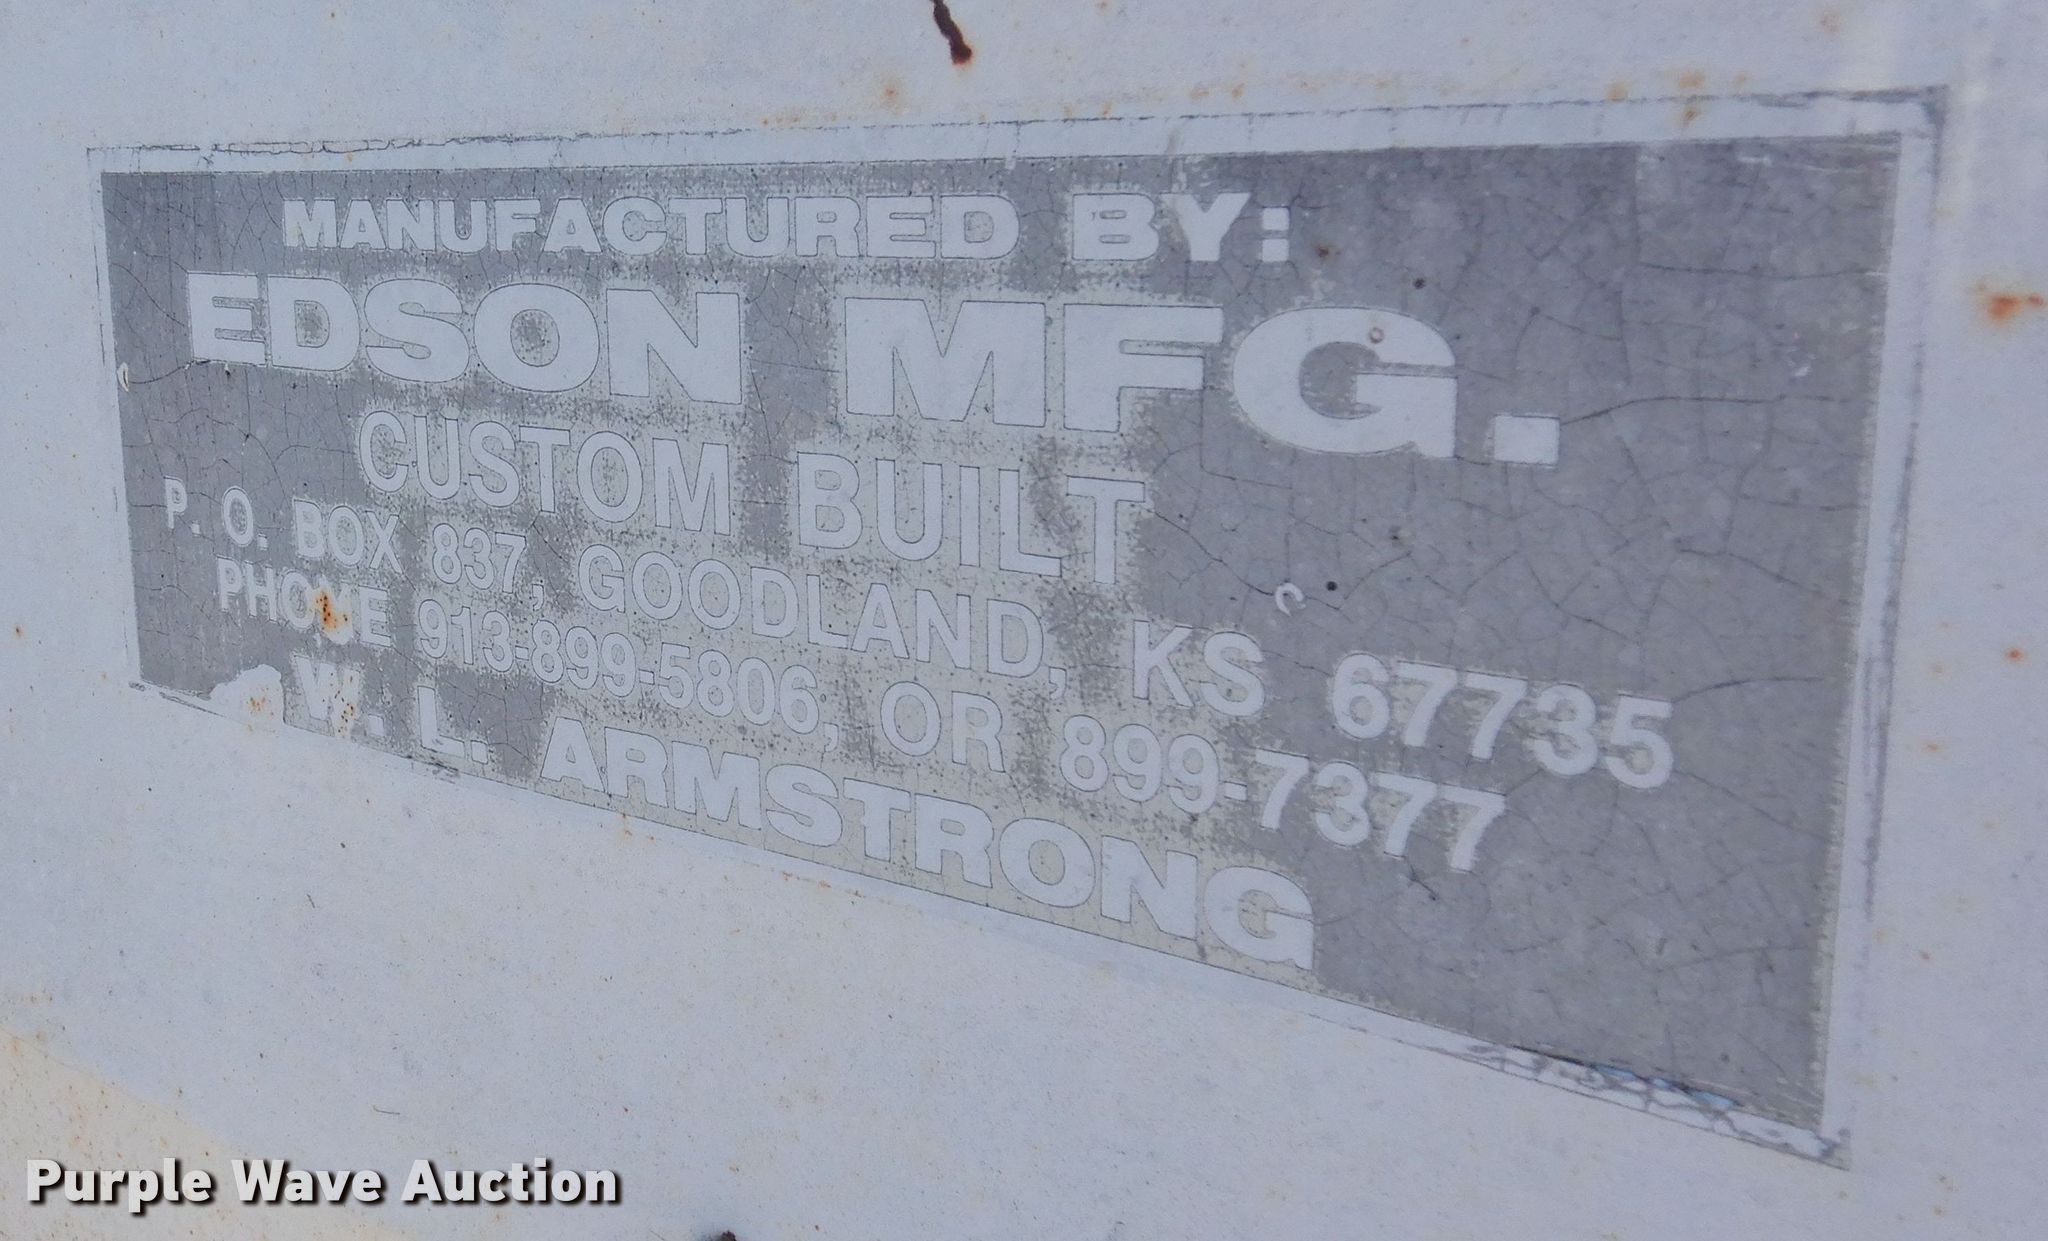 MANUFACTURED BY:
EDSON MFG.
CUSTOM BUILT
P. O. BOX 837, GOODLAND, KS 67735
PHONE 913-899-5806, OR 899-7377
W. L. ARMSTRONG
Purple Wave Auction